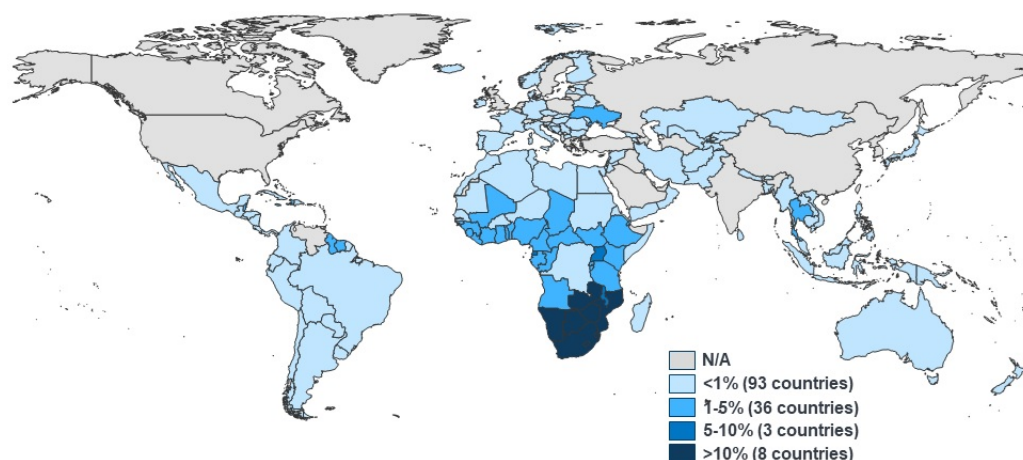 N/A
<1% (93 countries)
1-5% (36 countries)
5-10% (3 countries)
>10% (8 countries)